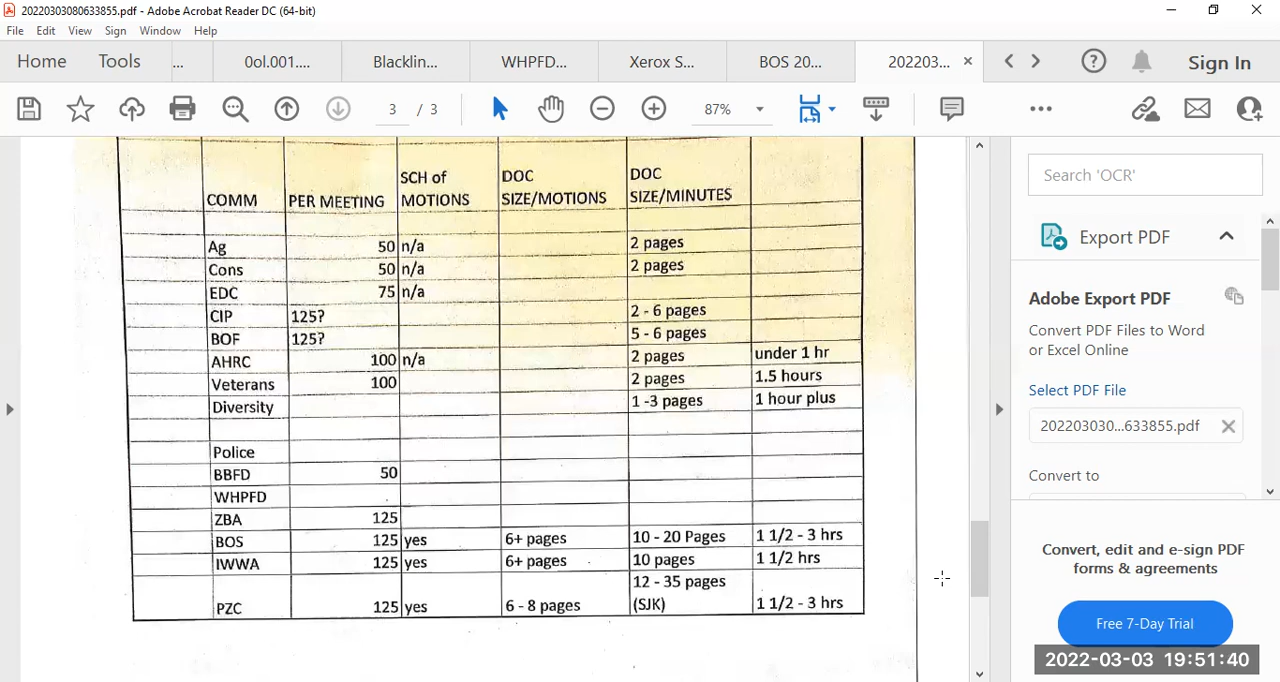 20220303080633855.pdf - Adobe Acrobat Reader DC (64-bit)
File Edit View Sign Window Help
Home Tools ... 0ol.001.... Blacklin... WHPFD... Xerox S... BOS 20... 202203... × Sign In
3 / 3 87%
COMM PER MEETING SCH of MOTIONS DOC SIZE/MOTIONS DOC SIZE/MINUTES
Ag 50 n/a 2 pages
Cons 50 n/a 2 pages
EDC 75 n/a
CIP 125? 2 - 6 pages
BOF 125? 5 - 6 pages
AHRC 100 n/a 2 pages under 1 hr
Veterans 100 2 pages 1.5 hours
Diversity 1 -3 pages 1 hour plus
Police
BBFD 50
WHPFD
ZBA 125
BOS 125 yes 6+ pages 10 - 20 Pages 1 1/2 - 3 hrs
IWWA 125 yes 6+ pages 10 pages 1 1/2 hrs
PZC 125 yes 6 - 8 pages 12 - 35 pages (SJK) 1 1/2 - 3 hrs
Search 'OCR'
Export PDF
Adobe Export PDF
Convert PDF Files to Word
or Excel Online
Select PDF File
202203030...633855.pdf
Convert to
Convert, edit and e-sign PDF
forms & agreements
Free 7-Day Trial
2022-03-03 19:51:40